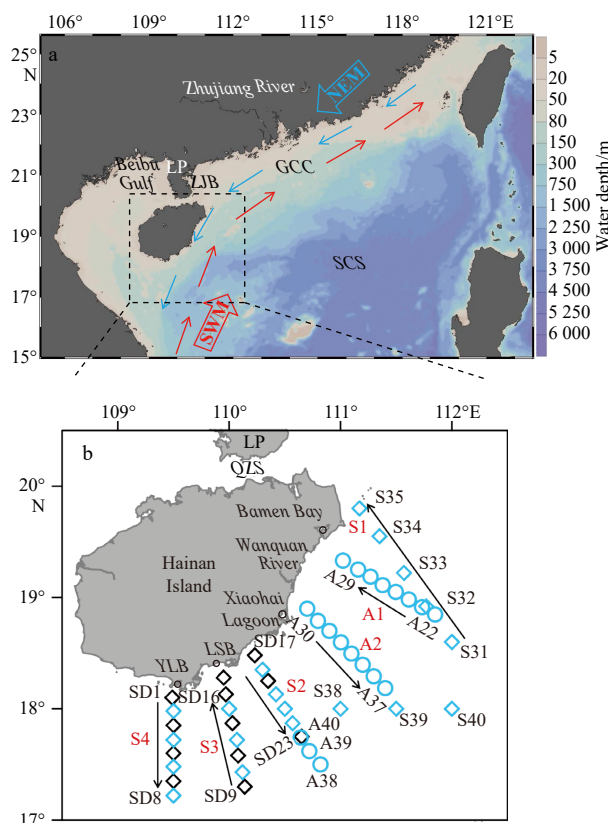 106° 109° 112° 115° 118° 121°E
a
25°
N
23°
21°
19°
17°
15°
Zhujiang River
NEM
Beibu
Gulf
LP
ZJB
GCC
SCS
SWM
5
20
50
80
150
300
750
1 500
2 250
3 000
3 750
4 500
5 250
6 000
Water depth/m
109° 110° 111° 112°E
b
20°
N
19°
18°
17°
LP
QZS
Bamen Bay
Wanquan
River
Hainan
Island
Xiaohai
Lagoon
LSB
YLB
S35
S1
S34
S33
S32
A29
A1
A22
S31
A30
A2
SD17
SD1
SD16
S2
S38
A37
S39
S40
S4
S3
A40
SD23
A39
SD8
SD9
A38